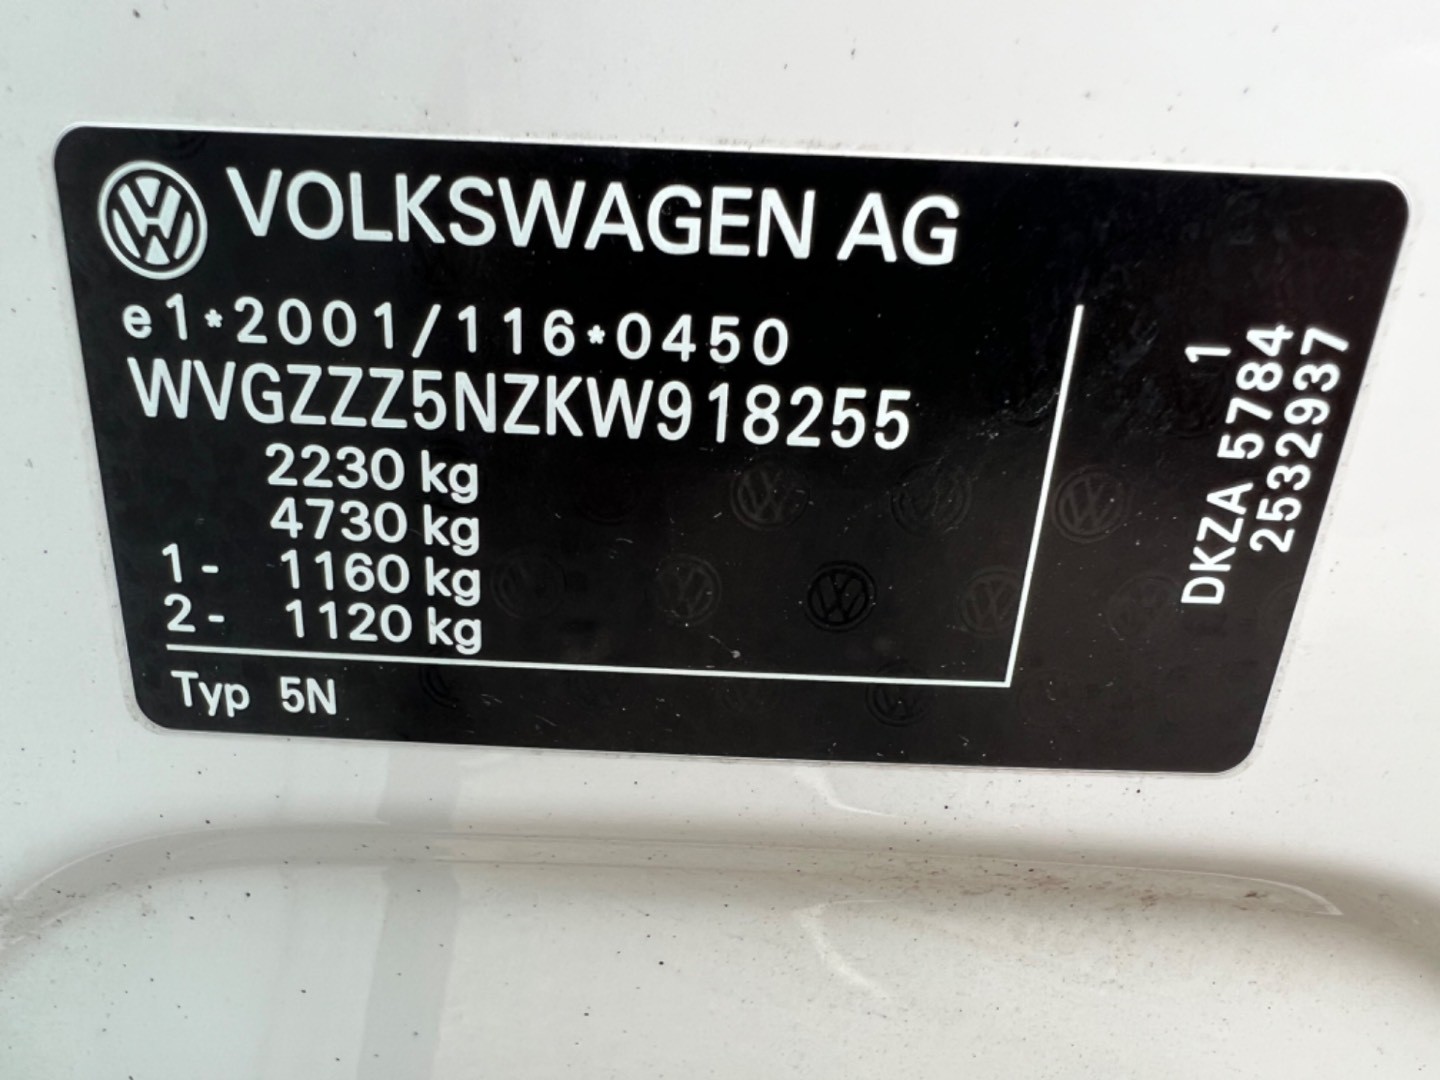 VOLKSWAGEN AG
e1*2001/116*0450
WVGZZZ5NZKW918255
2230 kg
4730 kg
1- 1160 kg
2- 1120 kg
Typ 5N
1
DKZA 5784
2532937